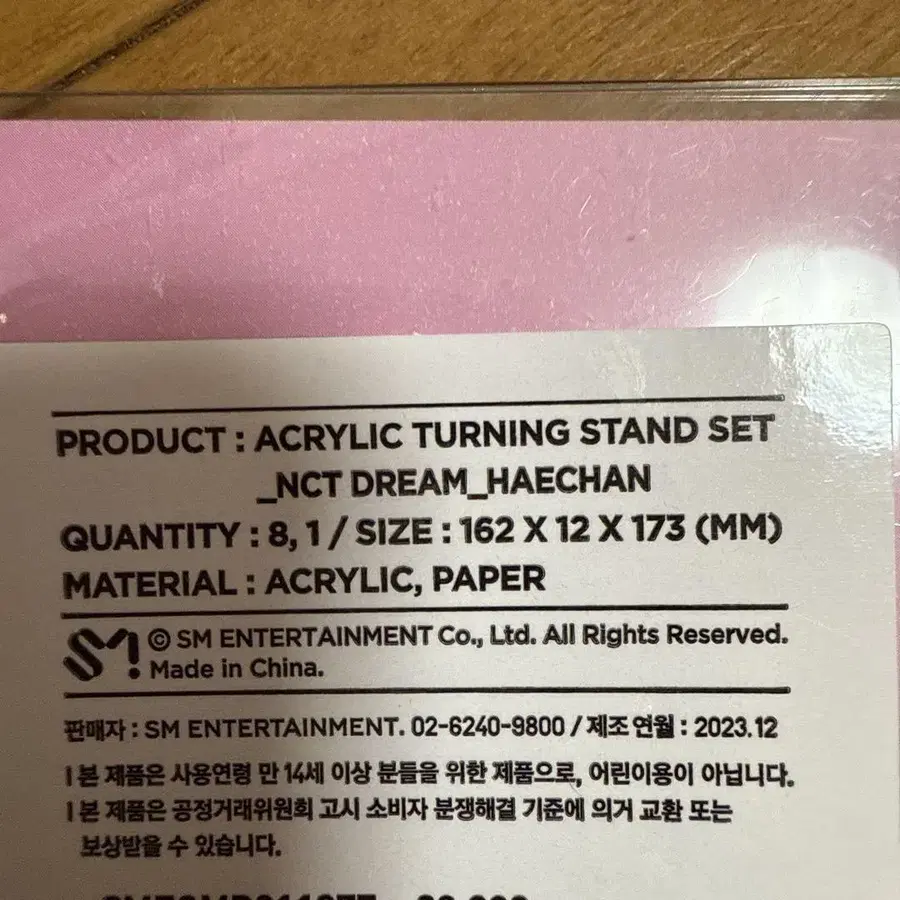 PRODUCT : ACRYLIC TURNING STAND SET
_NCT DREAM_HAECHAN
QUANTITY : 8, 1 / SIZE : 162 X 12 X 173 (MM)
MATERIAL : ACRYLIC, PAPER
SM! © SM ENTERTAINMENT Co., Ltd. All Rights Reserved.
Made in China.
판매자 : SM ENTERTAINMENT. 02-6240-9800 / 제조연월 : 2023.12
l 본 제품은 사용연령 만 14세 이상 분들을 위한 제품으로, 어린이용이 아닙니다.
l 본 제품은 공정거래위원회 고시 소비자 분쟁해결 기준에 의거 교환 또는
보상받을 수 있습니다.